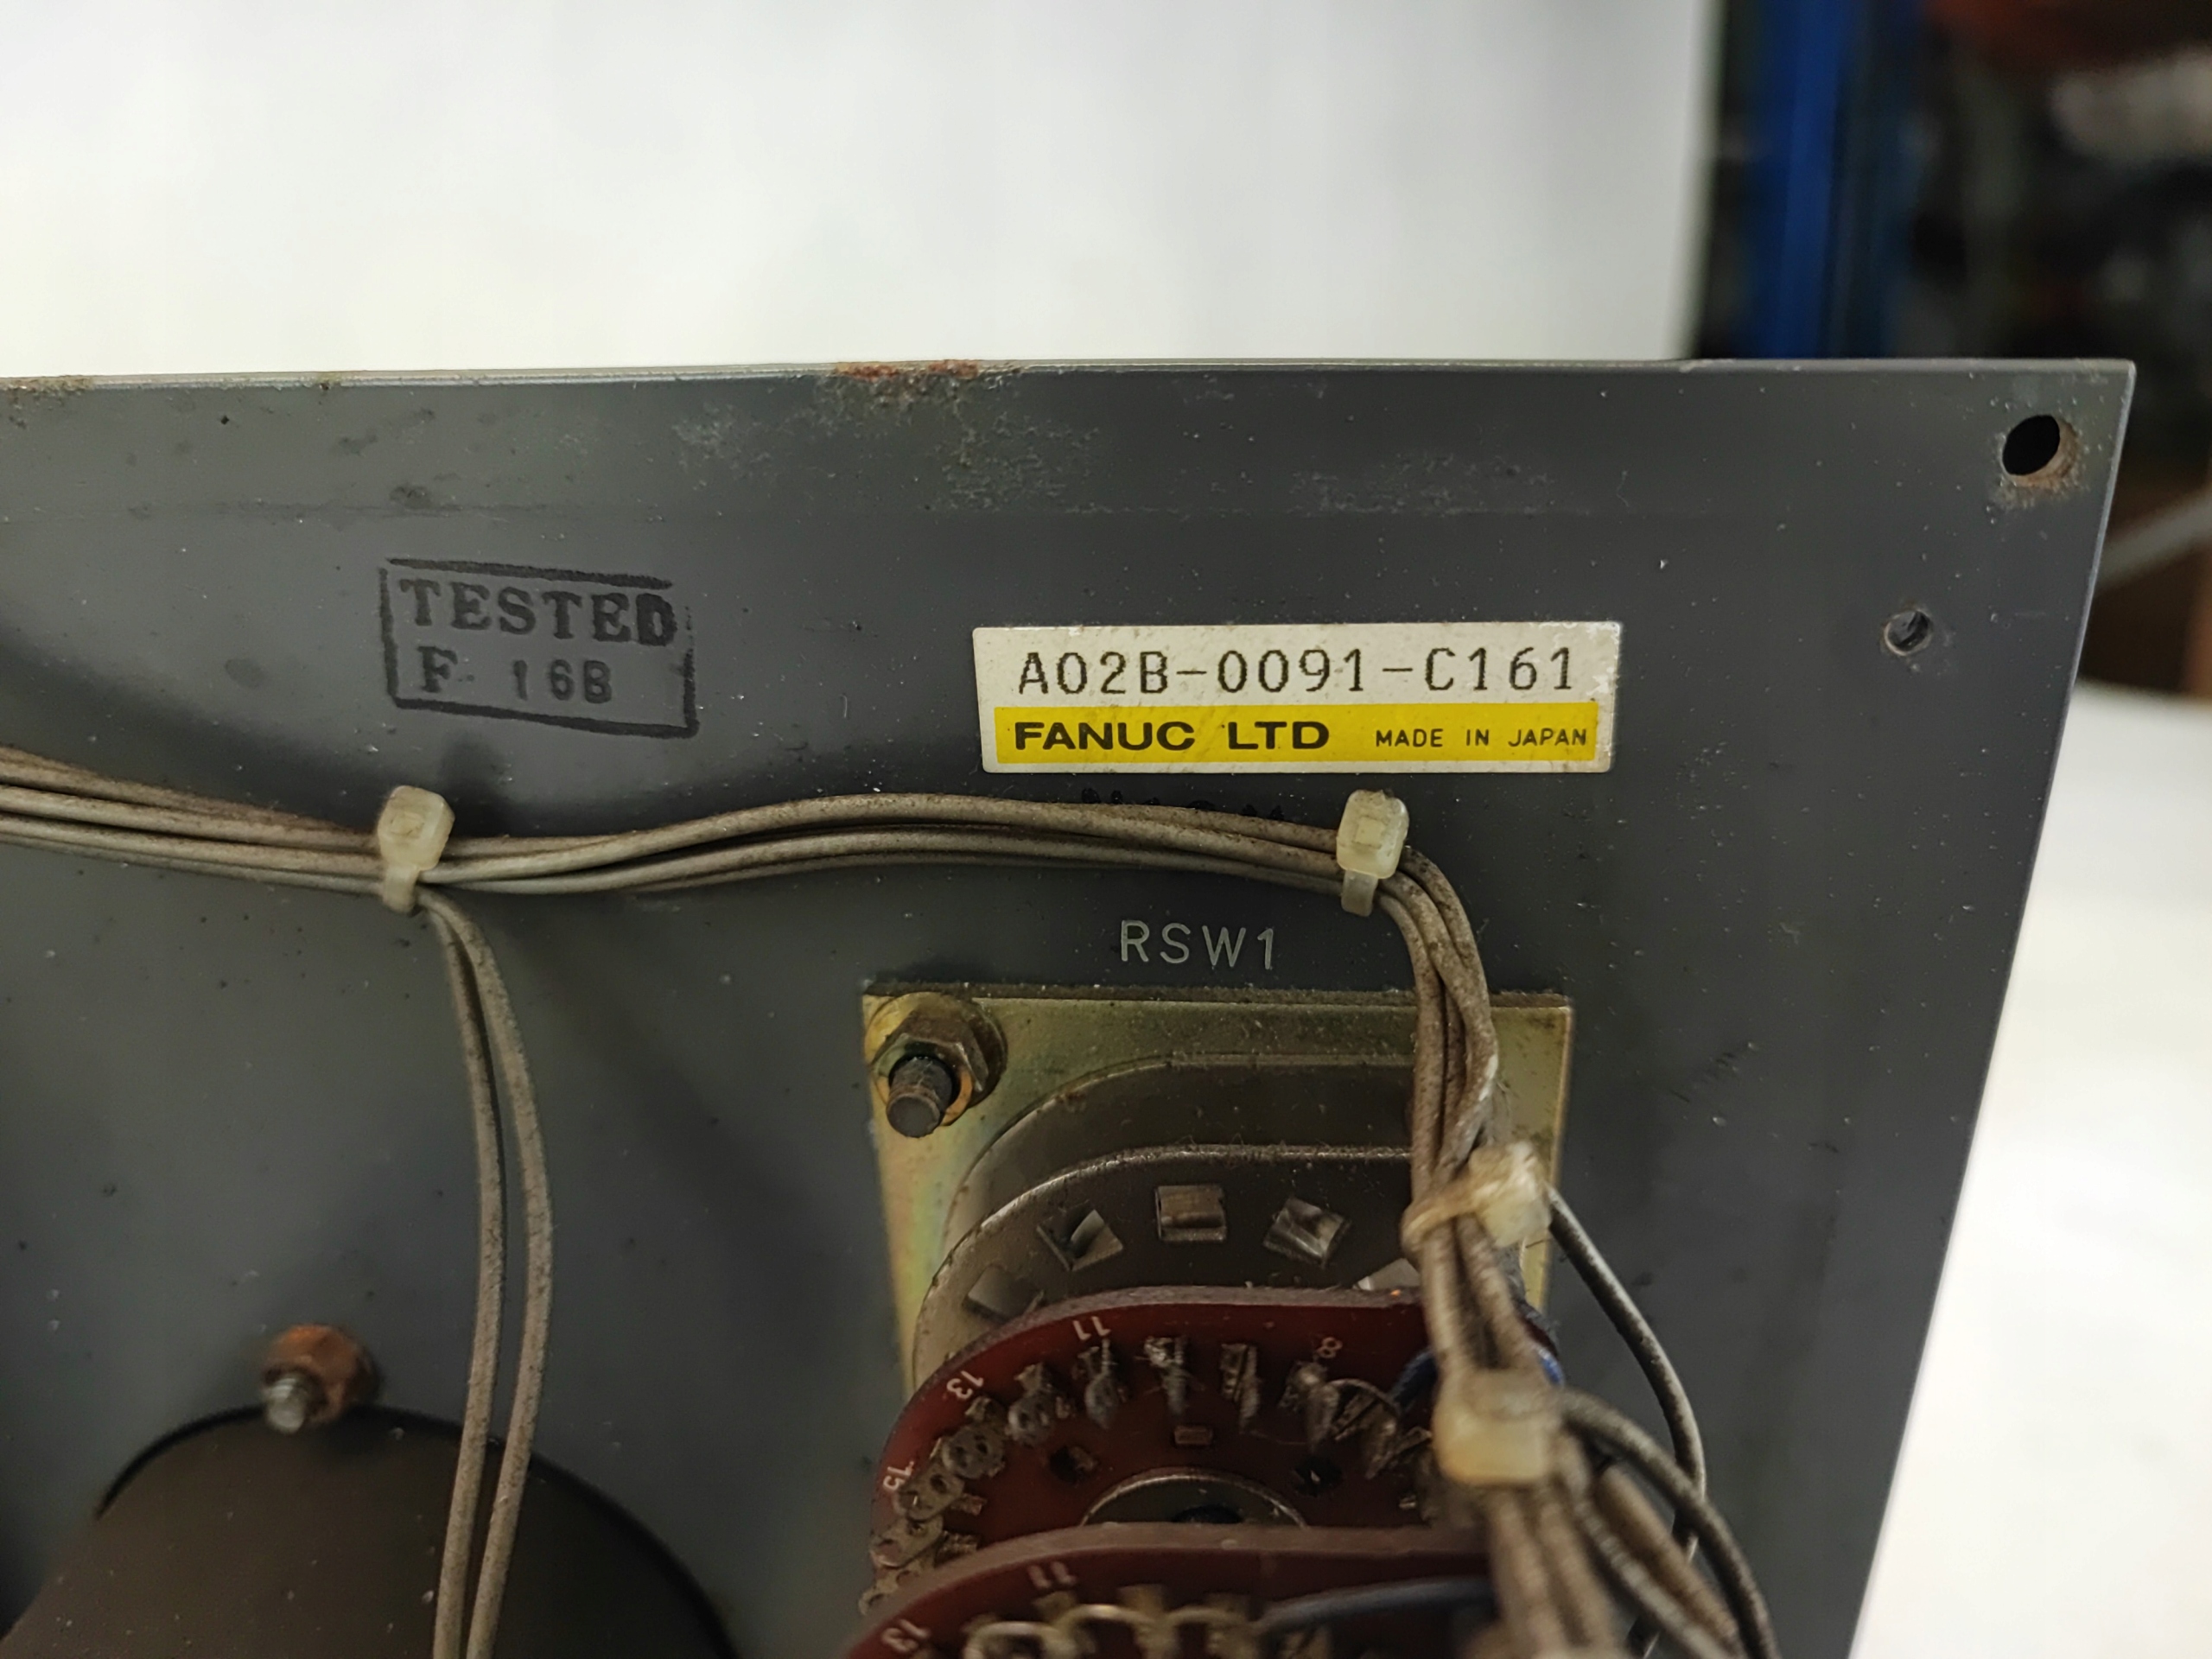 TESTED
F 16B
A02B-0091-C161
FANUC LTD MADE IN JAPAN
RSW1
11
8
13
15
11
13